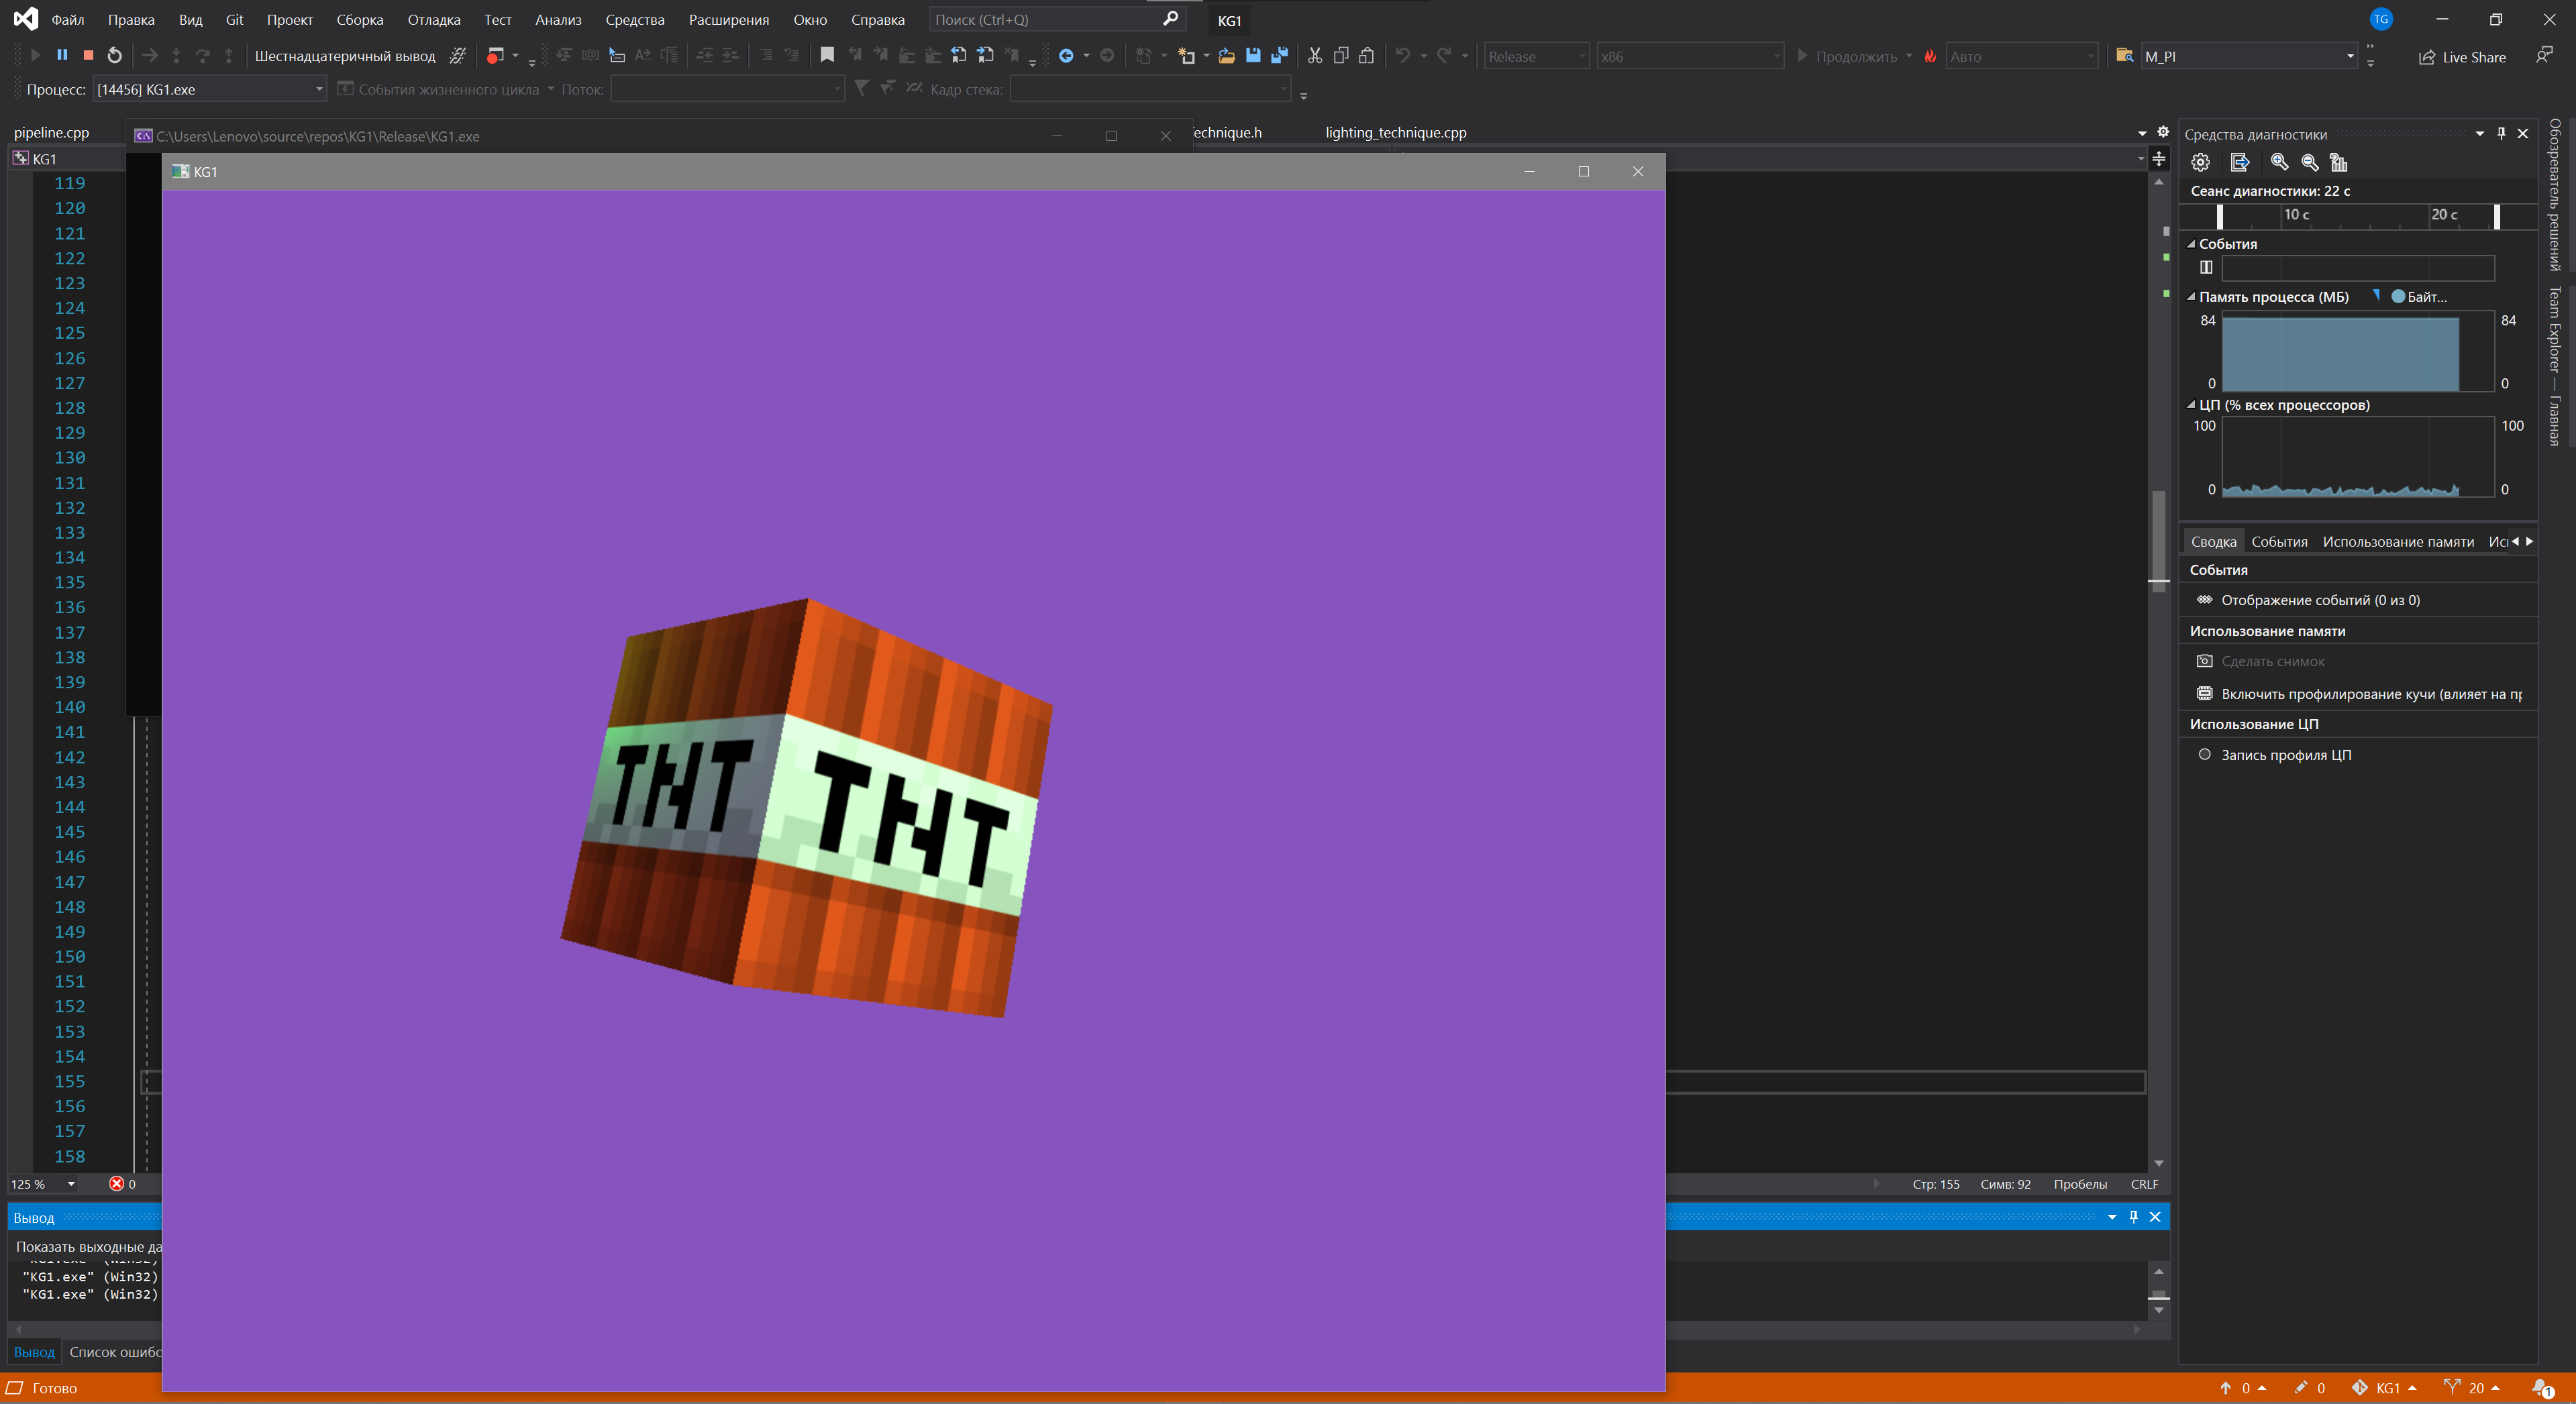 Файл Правка Вид Git Проект Сборка Отладка Тест Анализ Средства Расширения Окно Справка Поиск (Ctrl+Q) KG1 TG
Шестнадцатеричный вывод Release x86 Продолжить Авто M_PI Live Share
Процесс: [14456] KG1.exe События жизненного цикла Поток: Кадр стека:
pipeline.cpp C:\Users\Lenovo\source\repos\KG1\Release\KG1.exe echnique.h lighting_technique.cpp
KG1
KG1
119
120
121
122
123
124
125
126
127
128
129
130
131
132
133
134
135
136
137
138
139
140
141
142
143
144
145
146
147
148
149
150
151
152
153
154
155
156
157
158
TNT TNT
125 % 0 Стр: 155 Симв: 92 Пробелы CRLF
Вывод
Показать выходные да
"KG1.exe" (Win32)
"KG1.exe" (Win32)
"KG1.exe" (Win32)
Вывод Список ошибо
Готово 0 0 KG1 20 1
Средства диагностики
Сеанс диагностики: 22 с
10 с 20 с
События
Память процесса (МБ) Байт...
84 84
0 0
ЦП (% всех процессоров)
100 100
0 0
Сводка События Использование памяти Исп
События
Отображение событий (0 из 0)
Использование памяти
Сделать снимок
Включить профилирование кучи (влияет на пр
Использование ЦП
Запись профиля ЦП
Обозреватель решений
Team Explorer — Главная